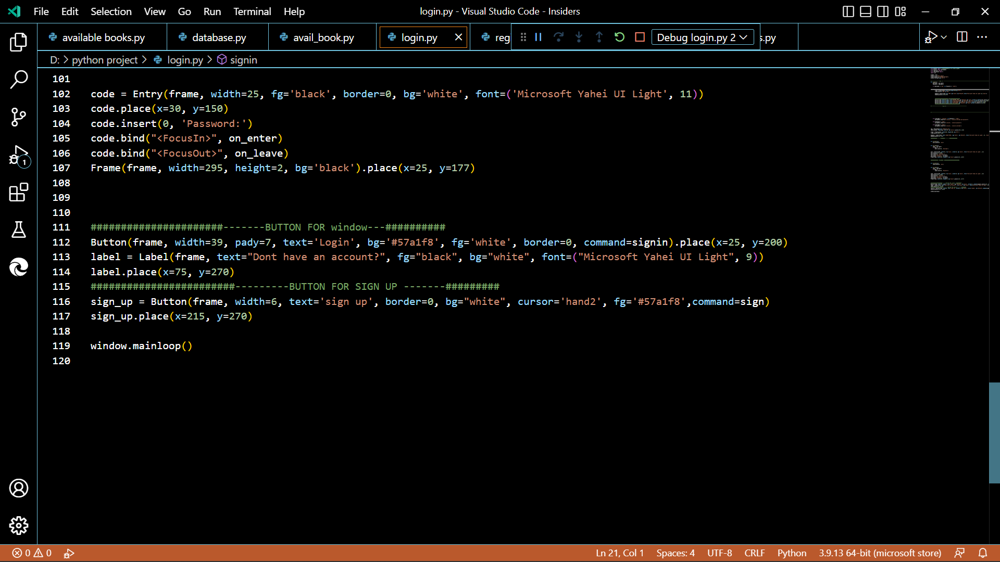 File Edit Selection View Go Run Terminal Help login.py - Visual Studio Code - Insiders
available books.py database.py avail_book.py login.py reg Debug login.py 2 s.py
D: > python project > login.py > signin
101
102 code = Entry(frame, width=25, fg='black', border=0, bg='white', font=('Microsoft Yahei UI Light', 11))
103 code.place(x=30, y=150)
104 code.insert(0, 'Password:')
105 code.bind("<FocusIn>", on_enter)
106 code.bind("<FocusOut>", on_leave)
107 Frame(frame, width=295, height=2, bg='black').place(x=25, y=177)
108
109
110
111 ######################-------BUTTON FOR window---##########
112 Button(frame, width=39, pady=7, text='Login', bg='#57a1f8', fg='white', border=0, command=signin).place(x=25, y=200)
113 label = Label(frame, text="Dont have an account?", fg="black", bg="white", font=("Microsoft Yahei UI Light", 9))
114 label.place(x=75, y=270)
115 ########################---------BUTTON FOR SIGN UP -------#########
116 sign_up = Button(frame, width=6, text='sign up', border=0, bg="white", cursor='hand2', fg='#57a1f8',command=sign)
117 sign_up.place(x=215, y=270)
118
119 window.mainloop()
120
1
0 0 Ln 21, Col 1 Spaces: 4 UTF-8 CRLF Python 3.9.13 64-bit (microsoft store)